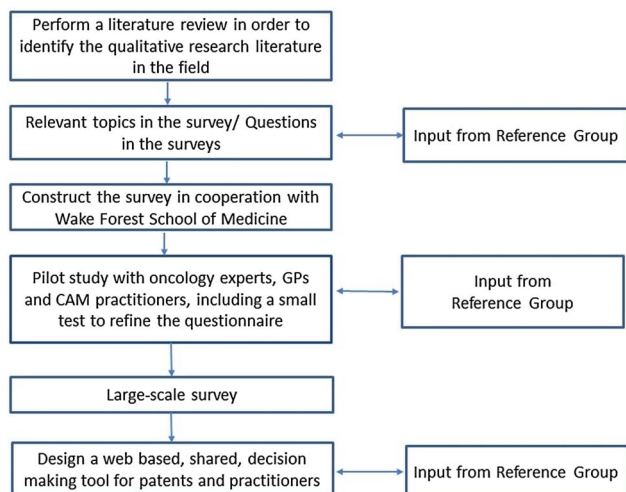 Perform a literature review in order to
identify the qualitative research literature
in the field
Relevant topics in the survey/ Questions
in the surveys
Input from Reference Group
Construct the survey in cooperation with
Wake Forest School of Medicine
Pilot study with oncology experts, GPs
and CAM practitioners, including a small
test to refine the questionnaire
Input from
Reference Group
Large-scale survey
Design a web based, shared, decision
making tool for patents and practitioners
Input from Reference Group